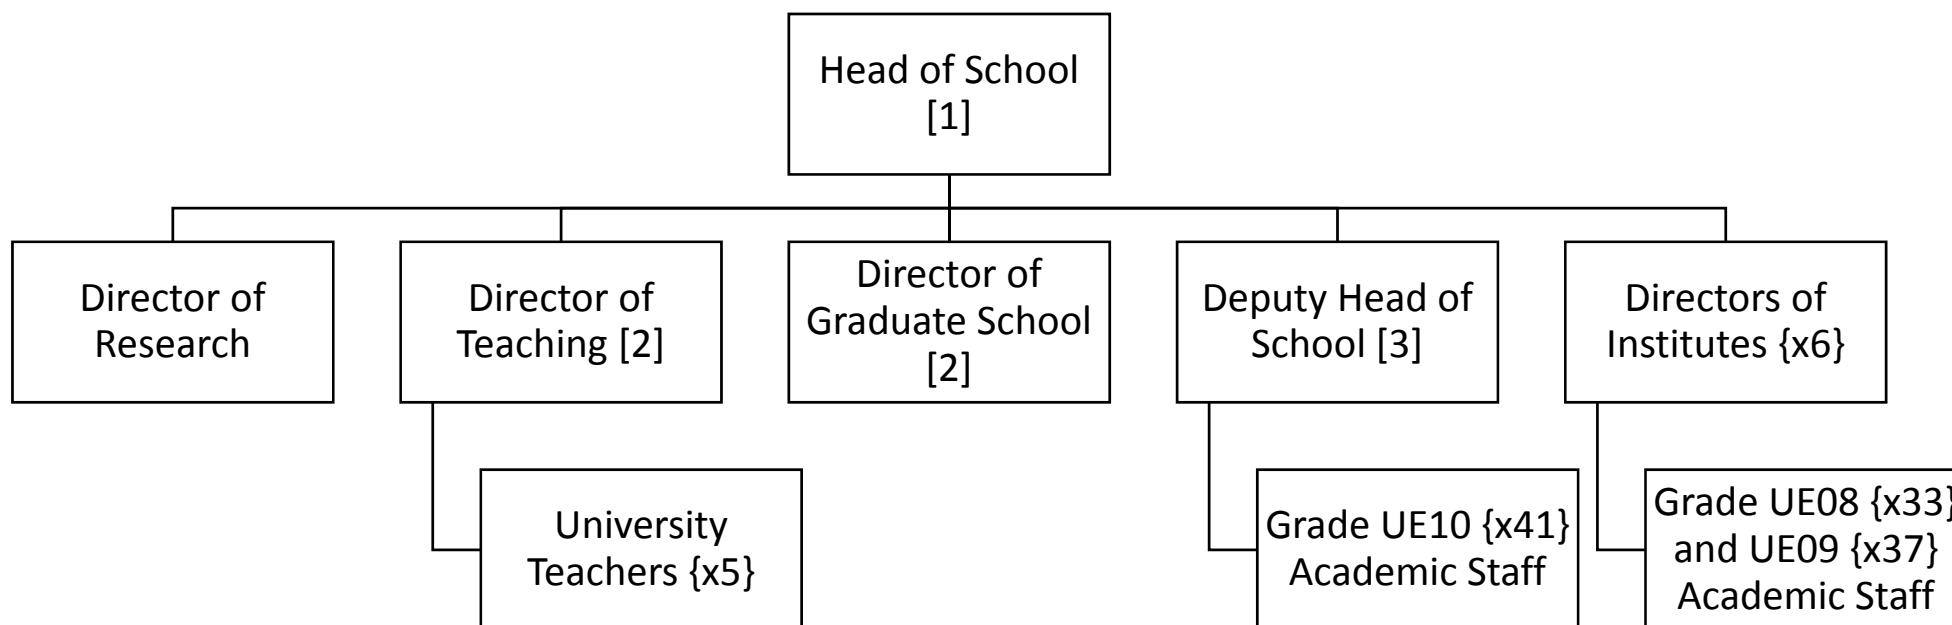 Head of School
[1]
Director of
Research
Director of
Teaching [2]
Director of
Graduate School
[2]
Deputy Head of
School [3]
Directors of
Institutes {x6}
University
Teachers {x5}
Grade UE10 {x41}
Academic Staff
Grade UE08 {x33}
and UE09 {x37}
Academic Staff